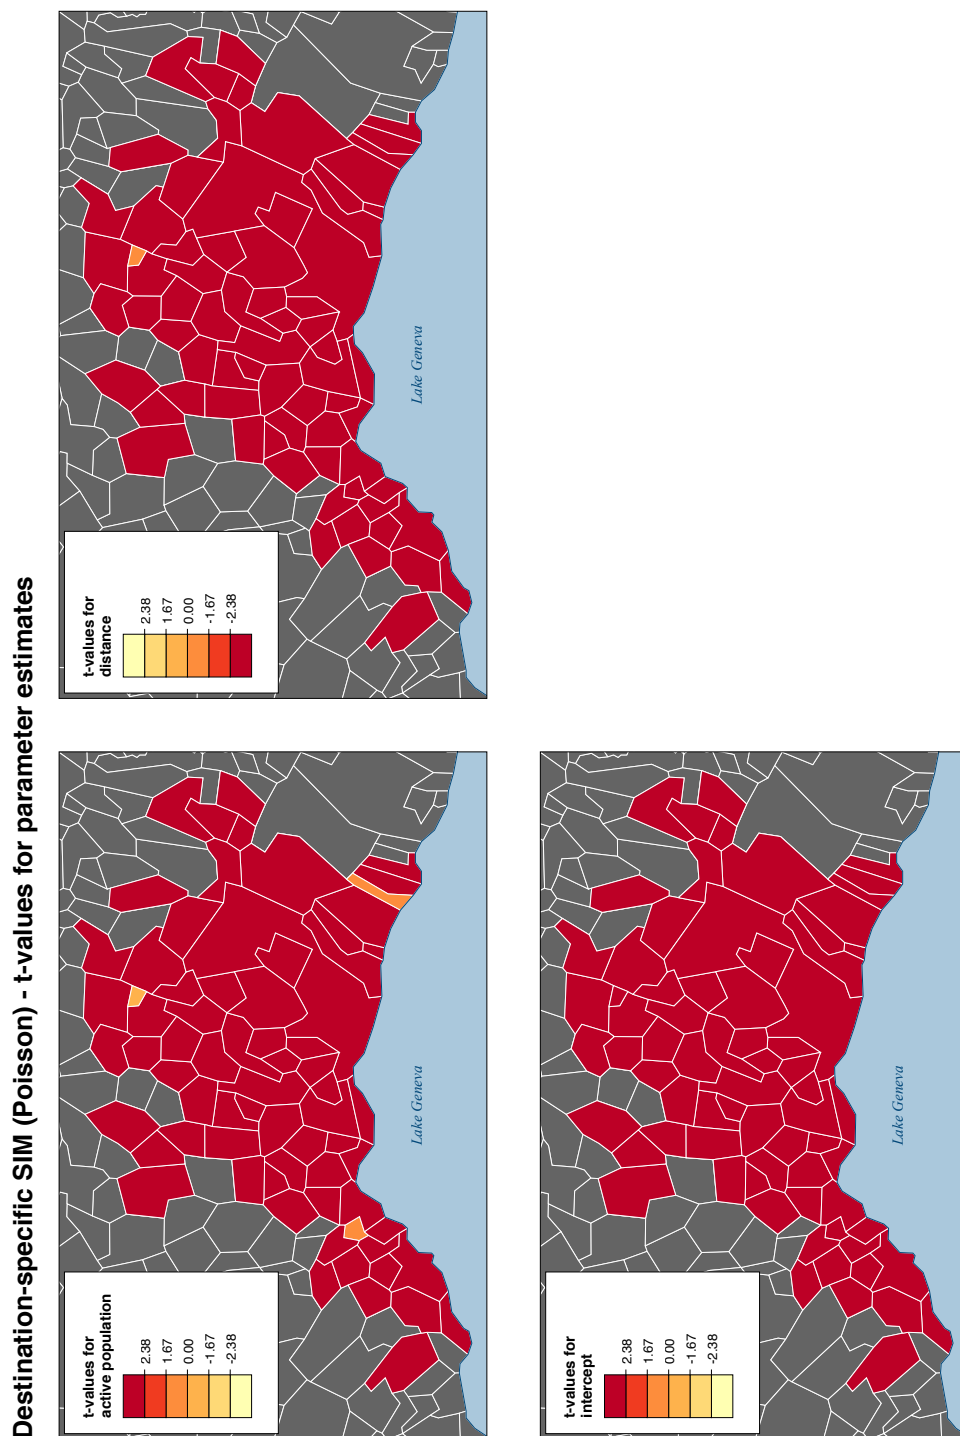 Destination-specific SIM (Poisson) - t-values for parameter estimates
t-values for
active population
2.38
1.67
0.00
-1.67
-2.38
Lake Geneva
t-values for
distance
2.38
1.67
0.00
-1.67
-2.38
Lake Geneva
t-values for
intercept
2.38
1.67
0.00
-1.67
-2.38
Lake Geneva